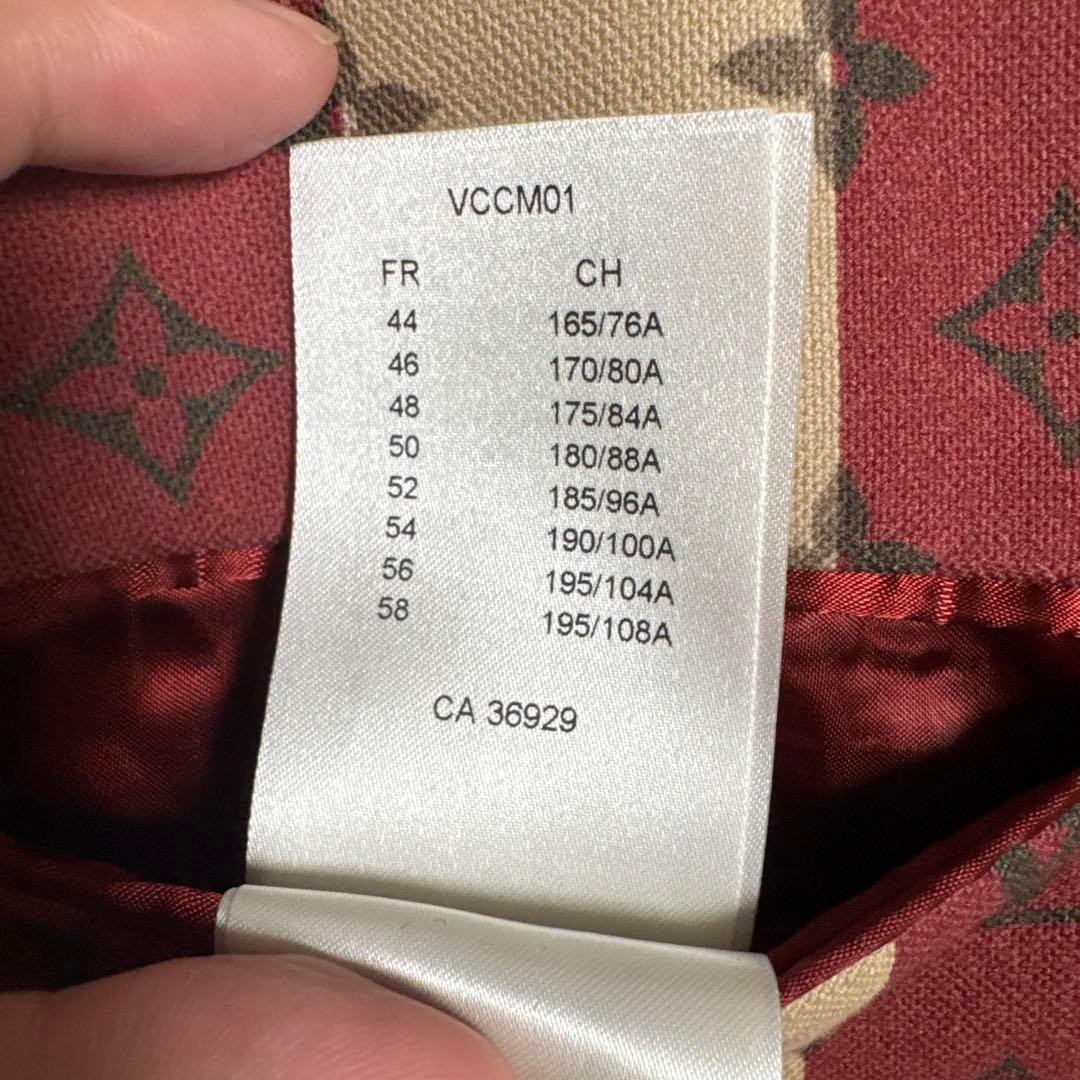 VCCM01
FR CH
44 165/76A
46 170/80A
48 175/84A
50 180/88A
52 185/96A
54 190/100A
56 195/104A
58 195/108A
CA 36929